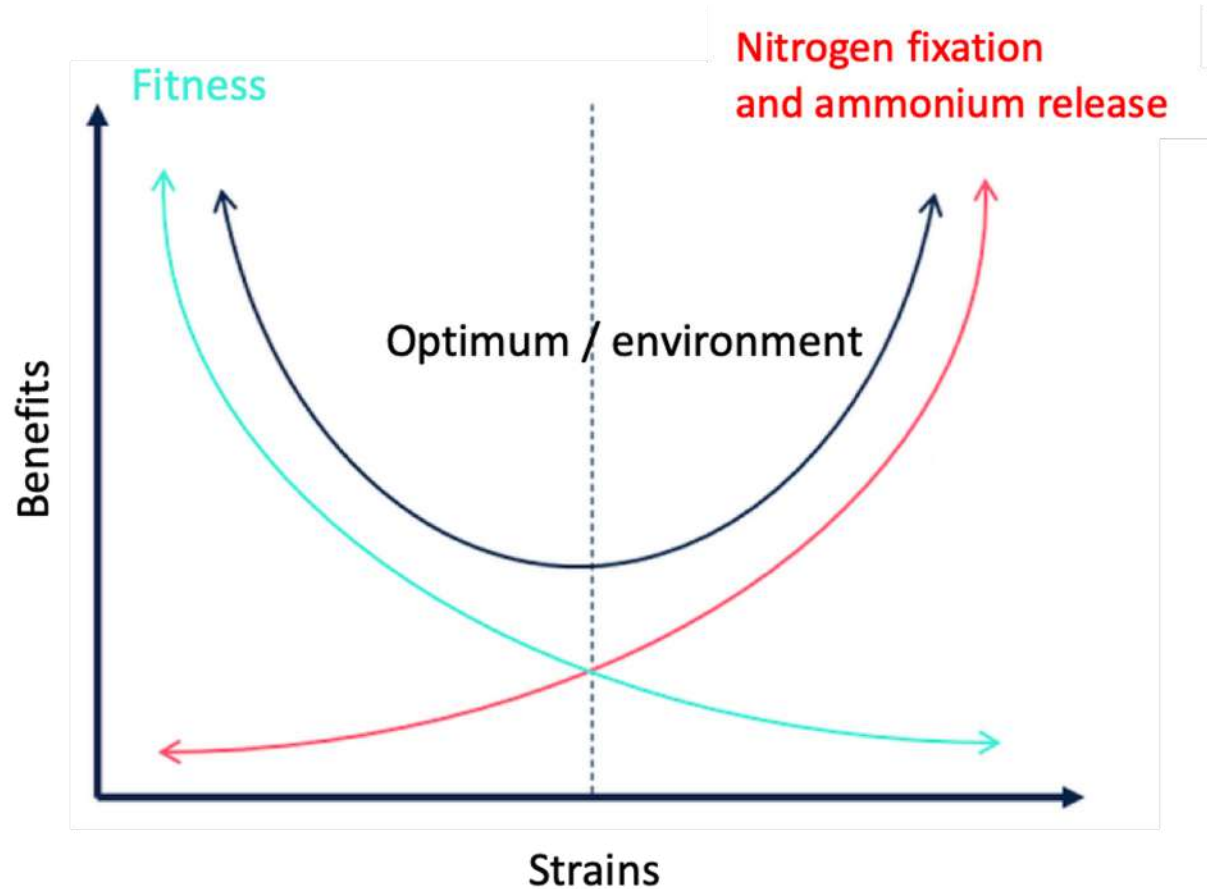 Nitrogen fixation
and ammonium release
Fitness
Optimum / environment
Benefits
Strains